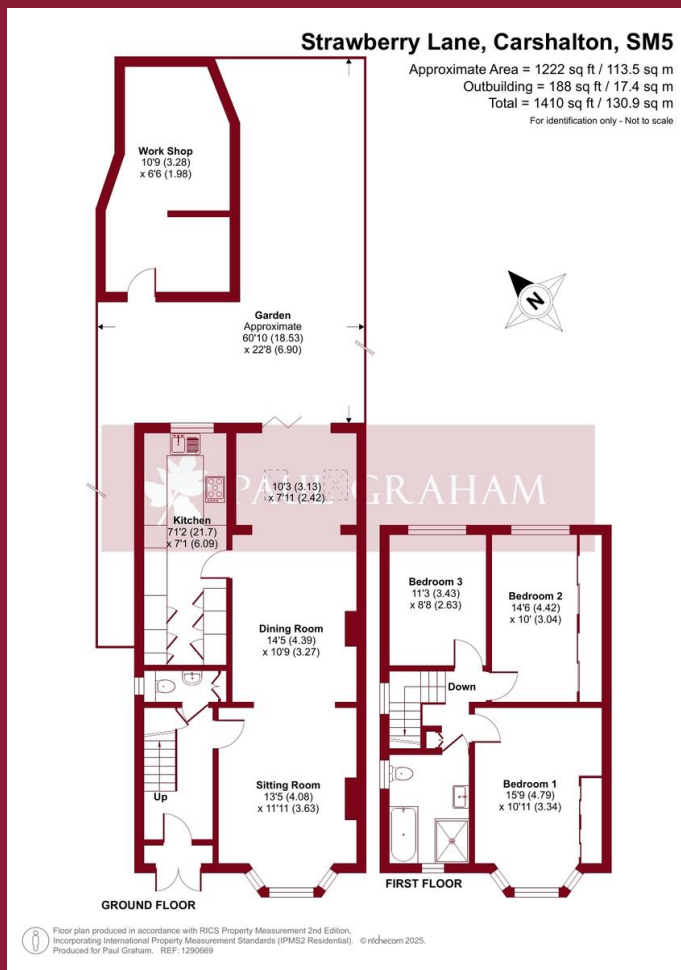 Strawberry Lane, Carshalton, SM5
Approximate Area = 1222 sq ft / 113.5 sq m
Outbuilding = 188 sq ft / 17.4 sq m
Total = 1410 sq ft / 130.9 sq m
For identification only - Not to scale
Work Shop
10'9 (3.28)
x 6'6 (1.98)
N
Garden
Approximate
60'10 (18.53)
x 22'8 (6.90)
PAUL GRAHAM
10'3 (3.13)
x 7'11 (2.42)
Kitchen
71'2 (21.7)
x 7'1 (6.09)
Dining Room
14'5 (4.39)
x 10'9 (3.27)
Sitting Room
13'5 (4.08)
x 11'11 (3.63)
Up
GROUND FLOOR
Bedroom 3
11'3 (3.43)
x 8'8 (2.63)
Bedroom 2
14'6 (4.42)
x 10' (3.04)
Down
Bedroom 1
15'9 (4.79)
x 10'11 (3.34)
FIRST FLOOR
Floor plan produced in accordance with RICS Property Measurement 2nd Edition,
Incorporating International Property Measurement Standards (IPMS2 Residential). © nichecom 2025.
Produced for Paul Graham. REF: 1290669